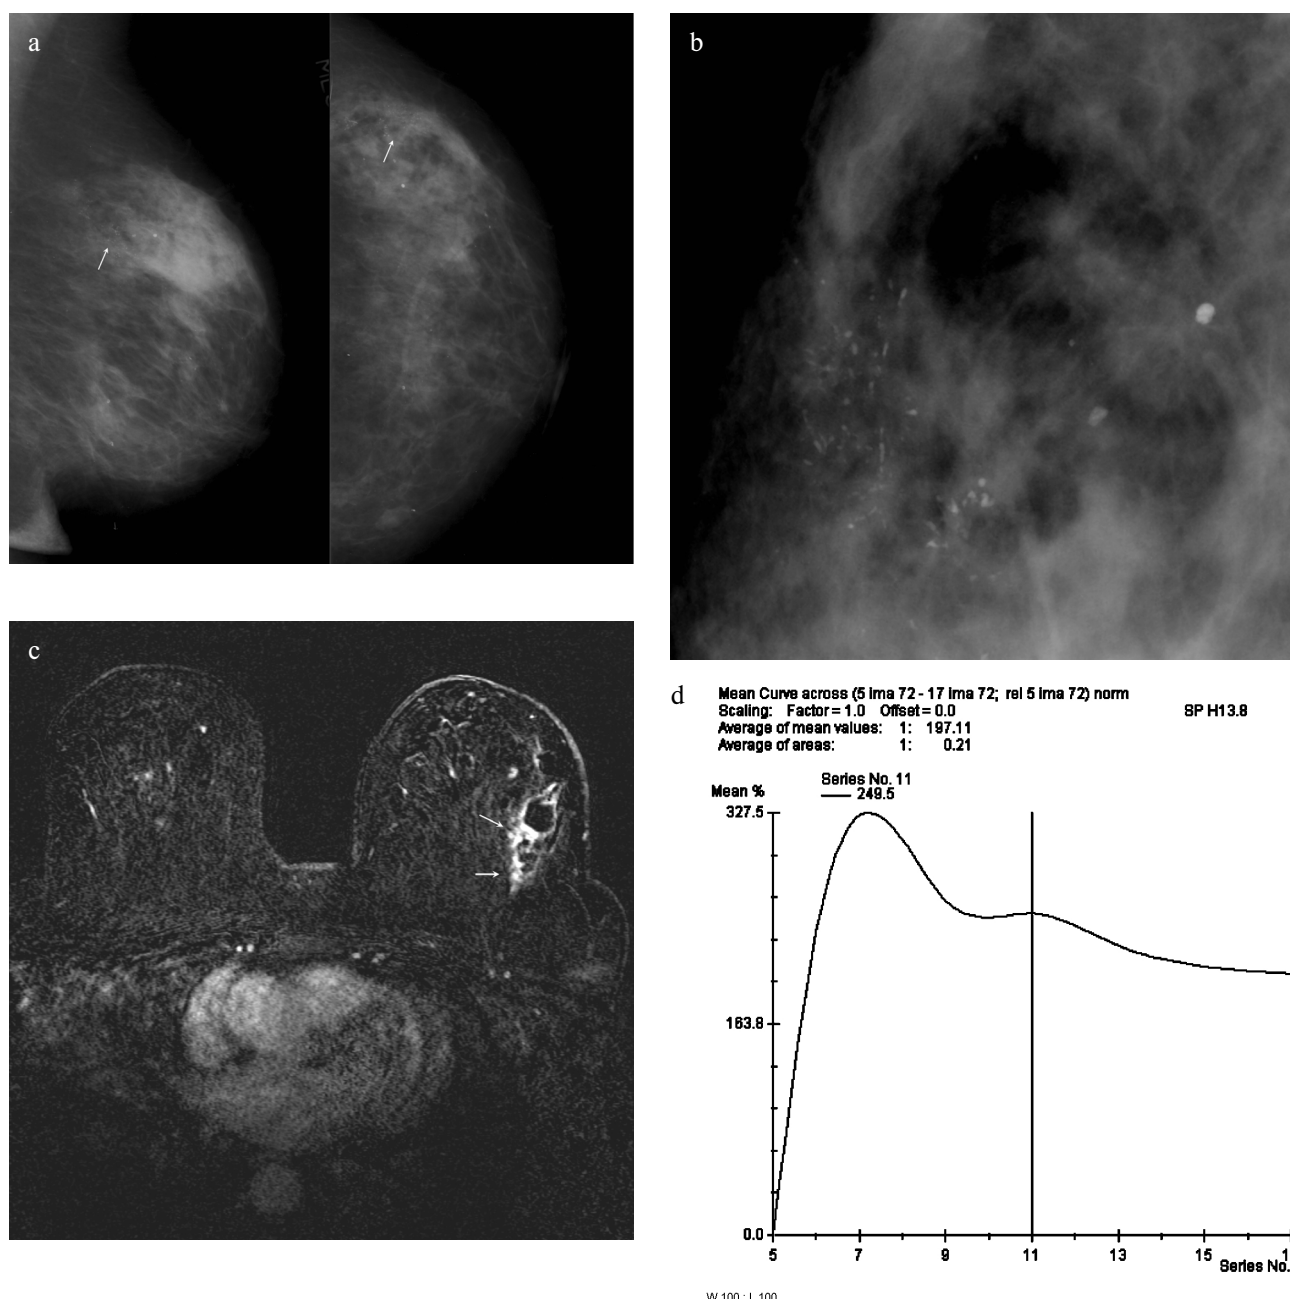 a
b
c
d
Mean Curve across (5 ima 72 - 17 ima 72; rel 5 ima 72) norm
Scaling: Factor = 1.0 Offset = 0.0
SP H13.8
Average of mean values: 1: 197.11
Average of areas: 1: 0.21
Series No. 11
Mean %
249.5
327.5
163.8
0.0
5 7 9 11 13 15 1
Series No.
W 100 : L 100